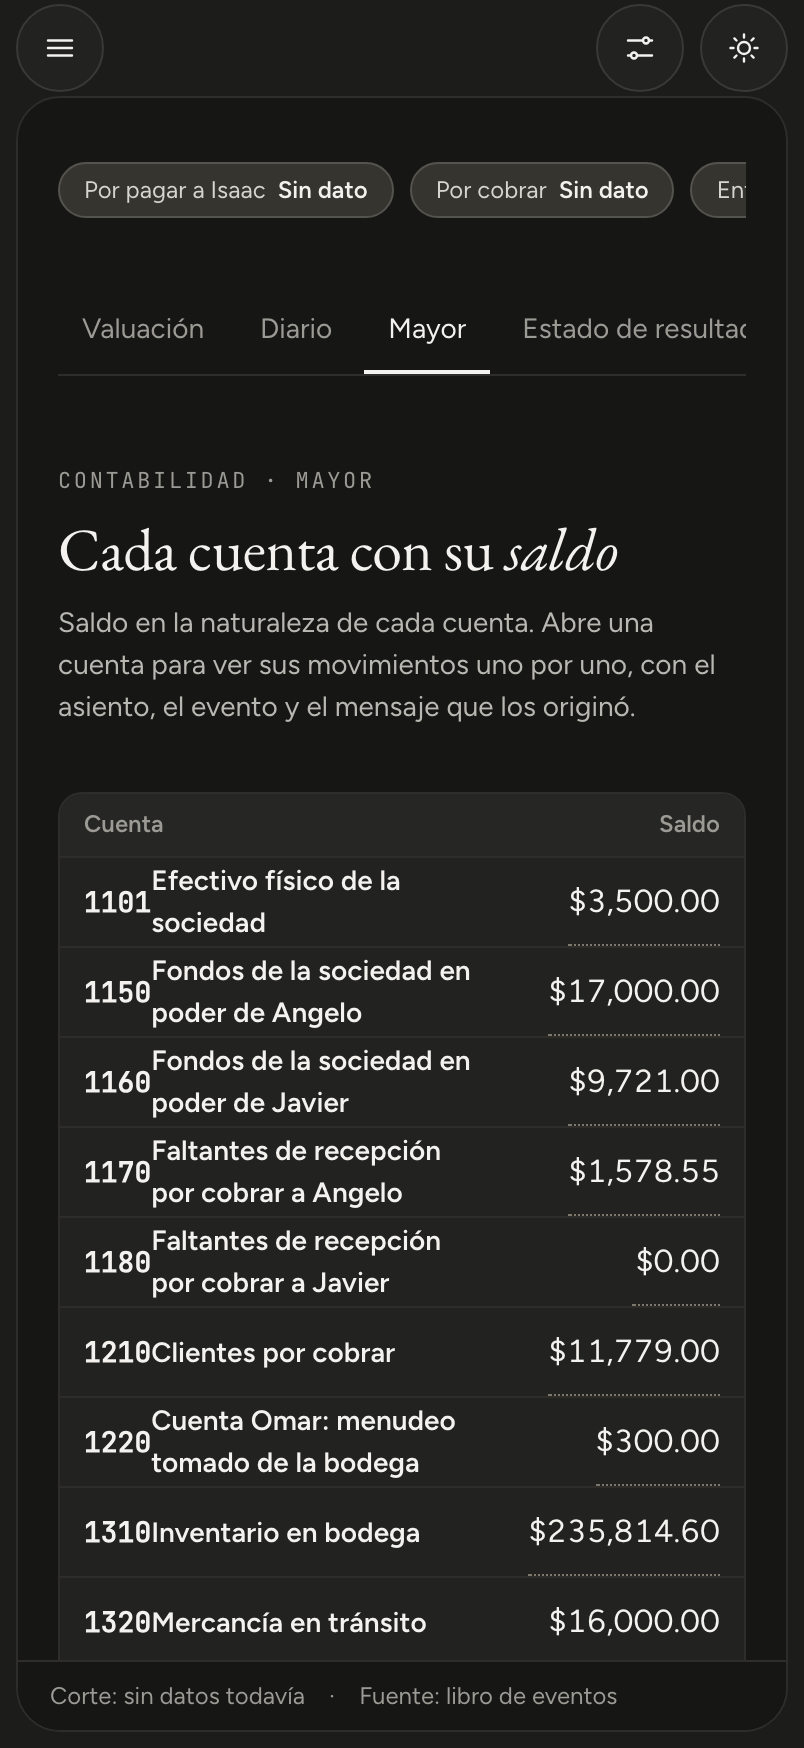 Por pagar a Isaac Sin dato
Por cobrar Sin dato
Valuación Diario Mayor Estado de resultad
CONTABILIDAD · MAYOR
Cada cuenta con su saldo
Saldo en la naturaleza de cada cuenta. Abre una
cuenta para ver sus movimientos uno por uno, con el
asiento, el evento y el mensaje que los originó.
Cuenta Saldo
1101 Efectivo físico de la
sociedad
$3,500.00
1150 Fondos de la sociedad en
poder de Angelo
$17,000.00
1160 Fondos de la sociedad en
poder de Javier
$9,721.00
1170 Faltantes de recepción
por cobrar a Angelo
$1,578.55
1180 Faltantes de recepción
por cobrar a Javier
$0.00
1210 Clientes por cobrar $11,779.00
1220 Cuenta Omar: menudeo
tomado de la bodega
$300.00
1310 Inventario en bodega $235,814.60
1320 Mercancía en tránsito $16,000.00
Corte: sin datos todavía · Fuente: libro de eventos